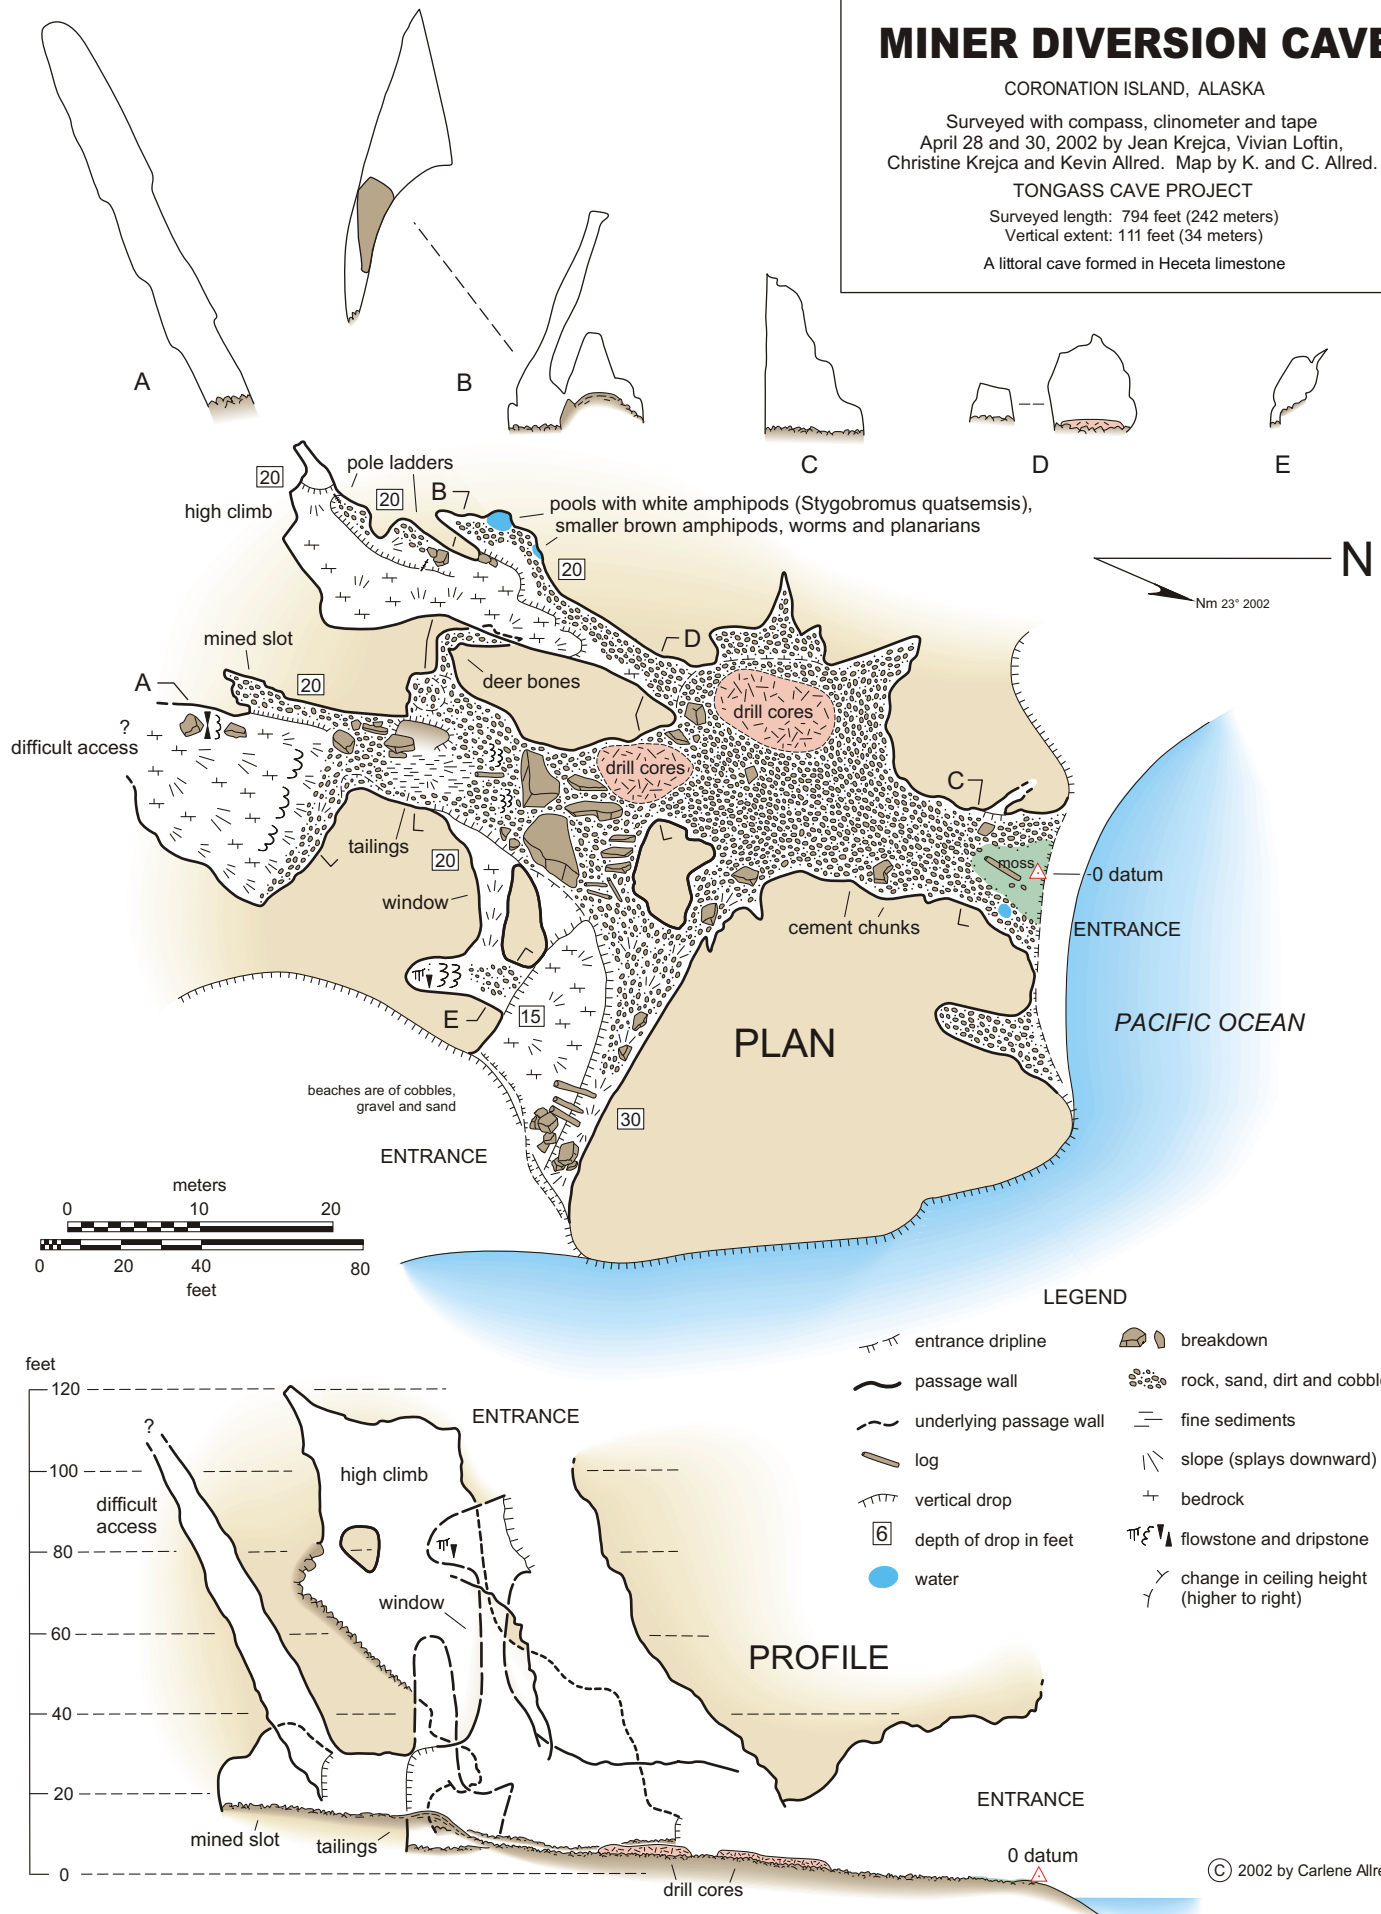 MINER DIVERSION CAVE
CORONATION ISLAND, ALASKA
Surveyed with compass, clinometer and tape
April 28 and 30, 2002 by Jean Krejca, Vivian Loftin,
Christine Krejca and Kevin Allred. Map by K. and C. Allred.
TONGASS CAVE PROJECT
Surveyed length: 794 feet (242 meters)
Vertical extent: 111 feet (34 meters)
A littoral cave formed in Heceta limestone
A
B
C
D
E
20
pole ladders
20
B
high climb
pools with white amphipods (Stygobromus quatsemsis),
smaller brown amphipods, worms and planarians
20
N
Nm 23° 2002
mined slot
D
A
20
deer bones
drill cores
?
difficult access
drill cores
C
tailings
20
moss
-0 datum
window
cement chunks
ENTRANCE
E
15
PLAN
PACIFIC OCEAN
beaches are of cobbles,
gravel and sand
30
ENTRANCE
meters
0 10 20
0 20 40 80
feet
LEGEND
entrance dripline
passage wall
underlying passage wall
log
vertical drop
6 depth of drop in feet
water
breakdown
rock, sand, dirt and cobble
fine sediments
slope (splays downward)
bedrock
flowstone and dripstone
change in ceiling height
(higher to right)
feet
120
100
80
60
40
20
0
?
ENTRANCE
high climb
difficult
access
window
PROFILE
ENTRANCE
mined slot
tailings
0 datum
drill cores
© 2002 by Carlene Allre